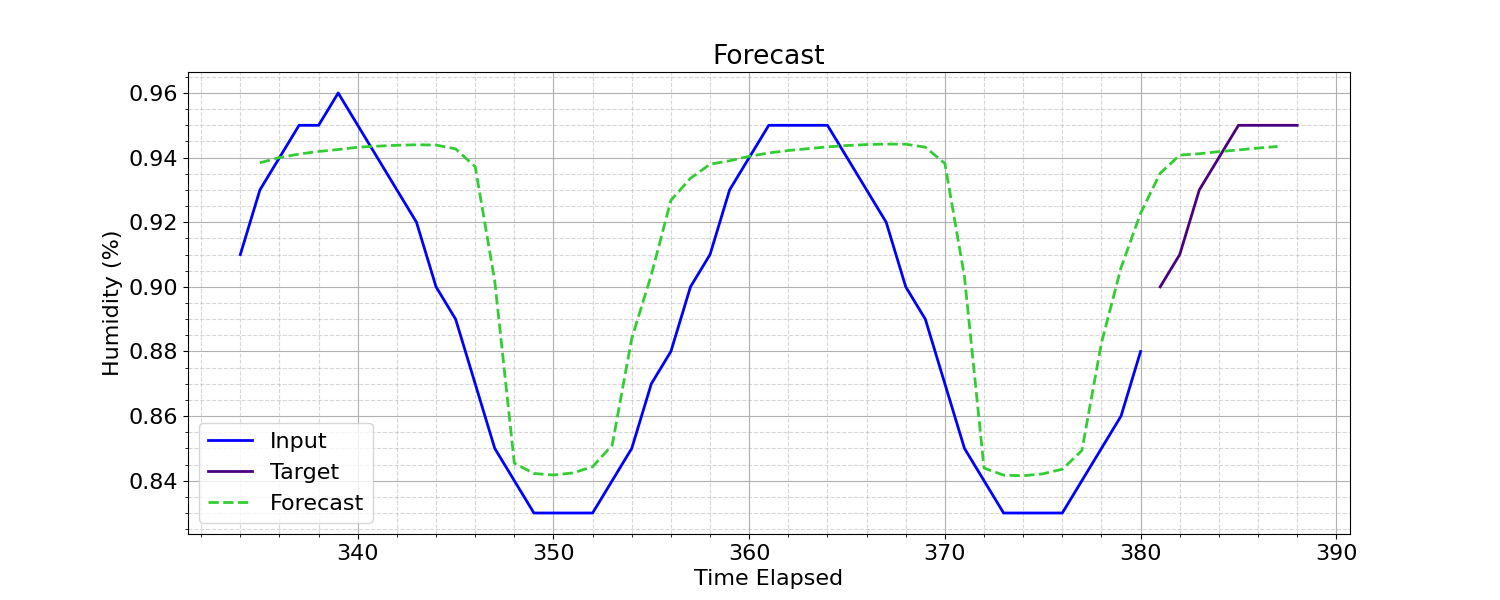 Forecast
Humidity (%)
0.96
0.94
0.92
0.90
0.88
0.86
0.84
Input
Target
Forecast
340 350 360 370 380 390
Time Elapsed